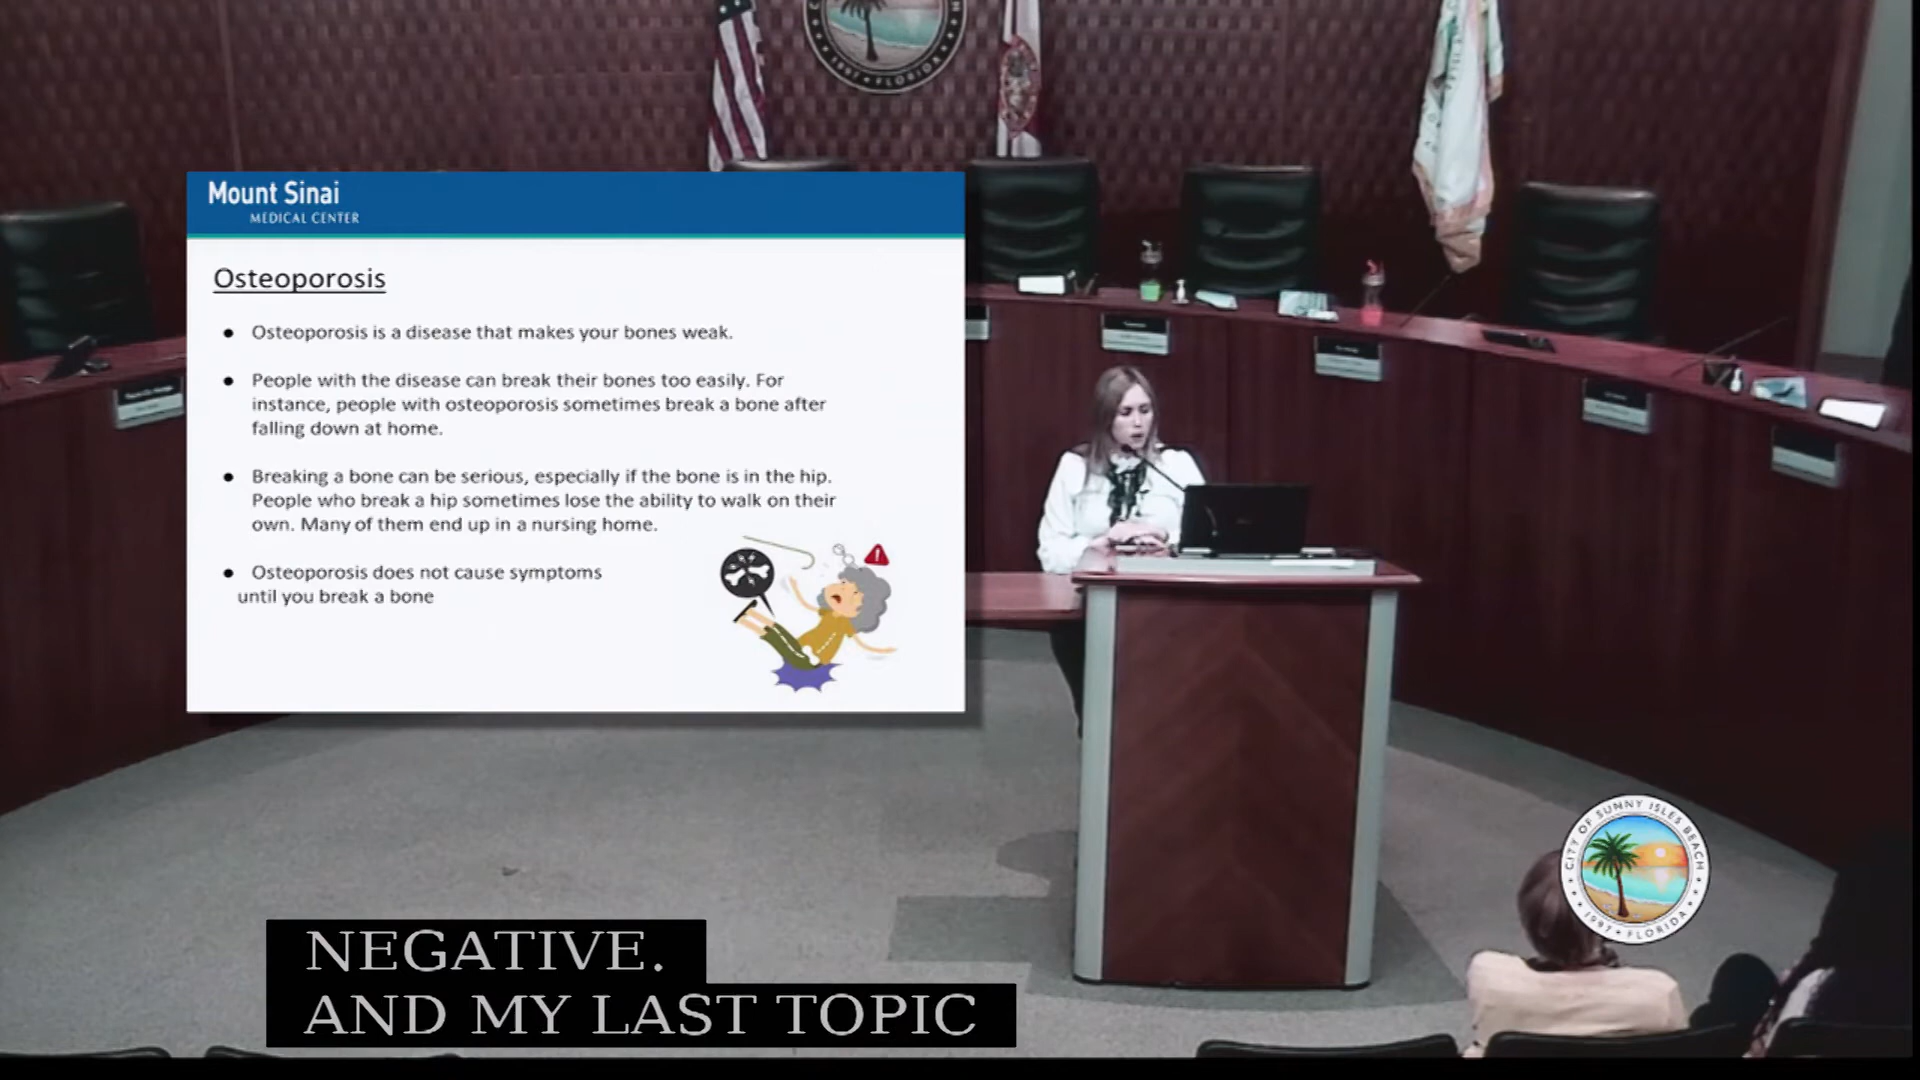 1997 • FLORIDA
Mount Sinai
MEDICAL CENTER
Osteoporosis
● Osteoporosis is a disease that makes your bones weak.
● People with the disease can break their bones too easily. For
instance, people with osteoporosis sometimes break a bone after
falling down at home.
● Breaking a bone can be serious, especially if the bone is in the hip.
People who break a hip sometimes lose the ability to walk on their
own. Many of them end up in a nursing home.
● Osteoporosis does not cause symptoms
until you break a bone
!
CITY OF SUNNY ISLES BEACH
• 1997 • FLORIDA •
NEGATIVE.
AND MY LAST TOPIC